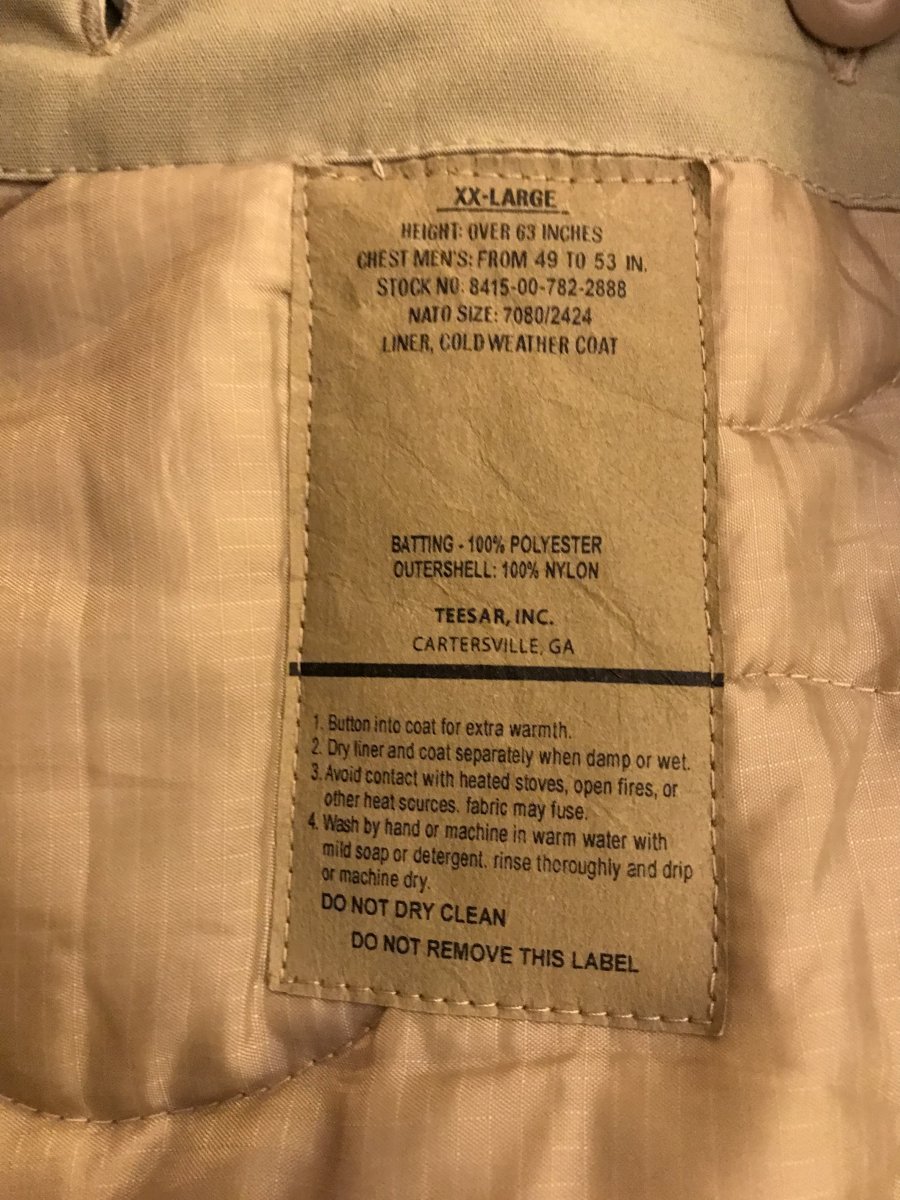 XX-LARGE
HEIGHT: OVER 63 INCHES
CHEST MEN'S: FROM 49 TO 53 IN.
STOCK NO. 8415-00-782-2888
NATO SIZE: 7080/2424
LINER, COLD WEATHER COAT
BATTING - 100% POLYESTER
OUTERSHELL: 100% NYLON
TEESAR, INC.
CARTERSVILLE, GA
1. Button into coat for extra warmth.
2. Dry liner and coat separately when damp or wet.
3. Avoid contact with heated stoves, open fires, or
other heat sources. fabric may fuse.
4. Wash by hand or machine in warm water with
mild soap or detergent. rinse thoroughly and drip
or machine dry.
DO NOT DRY CLEAN
DO NOT REMOVE THIS LABEL